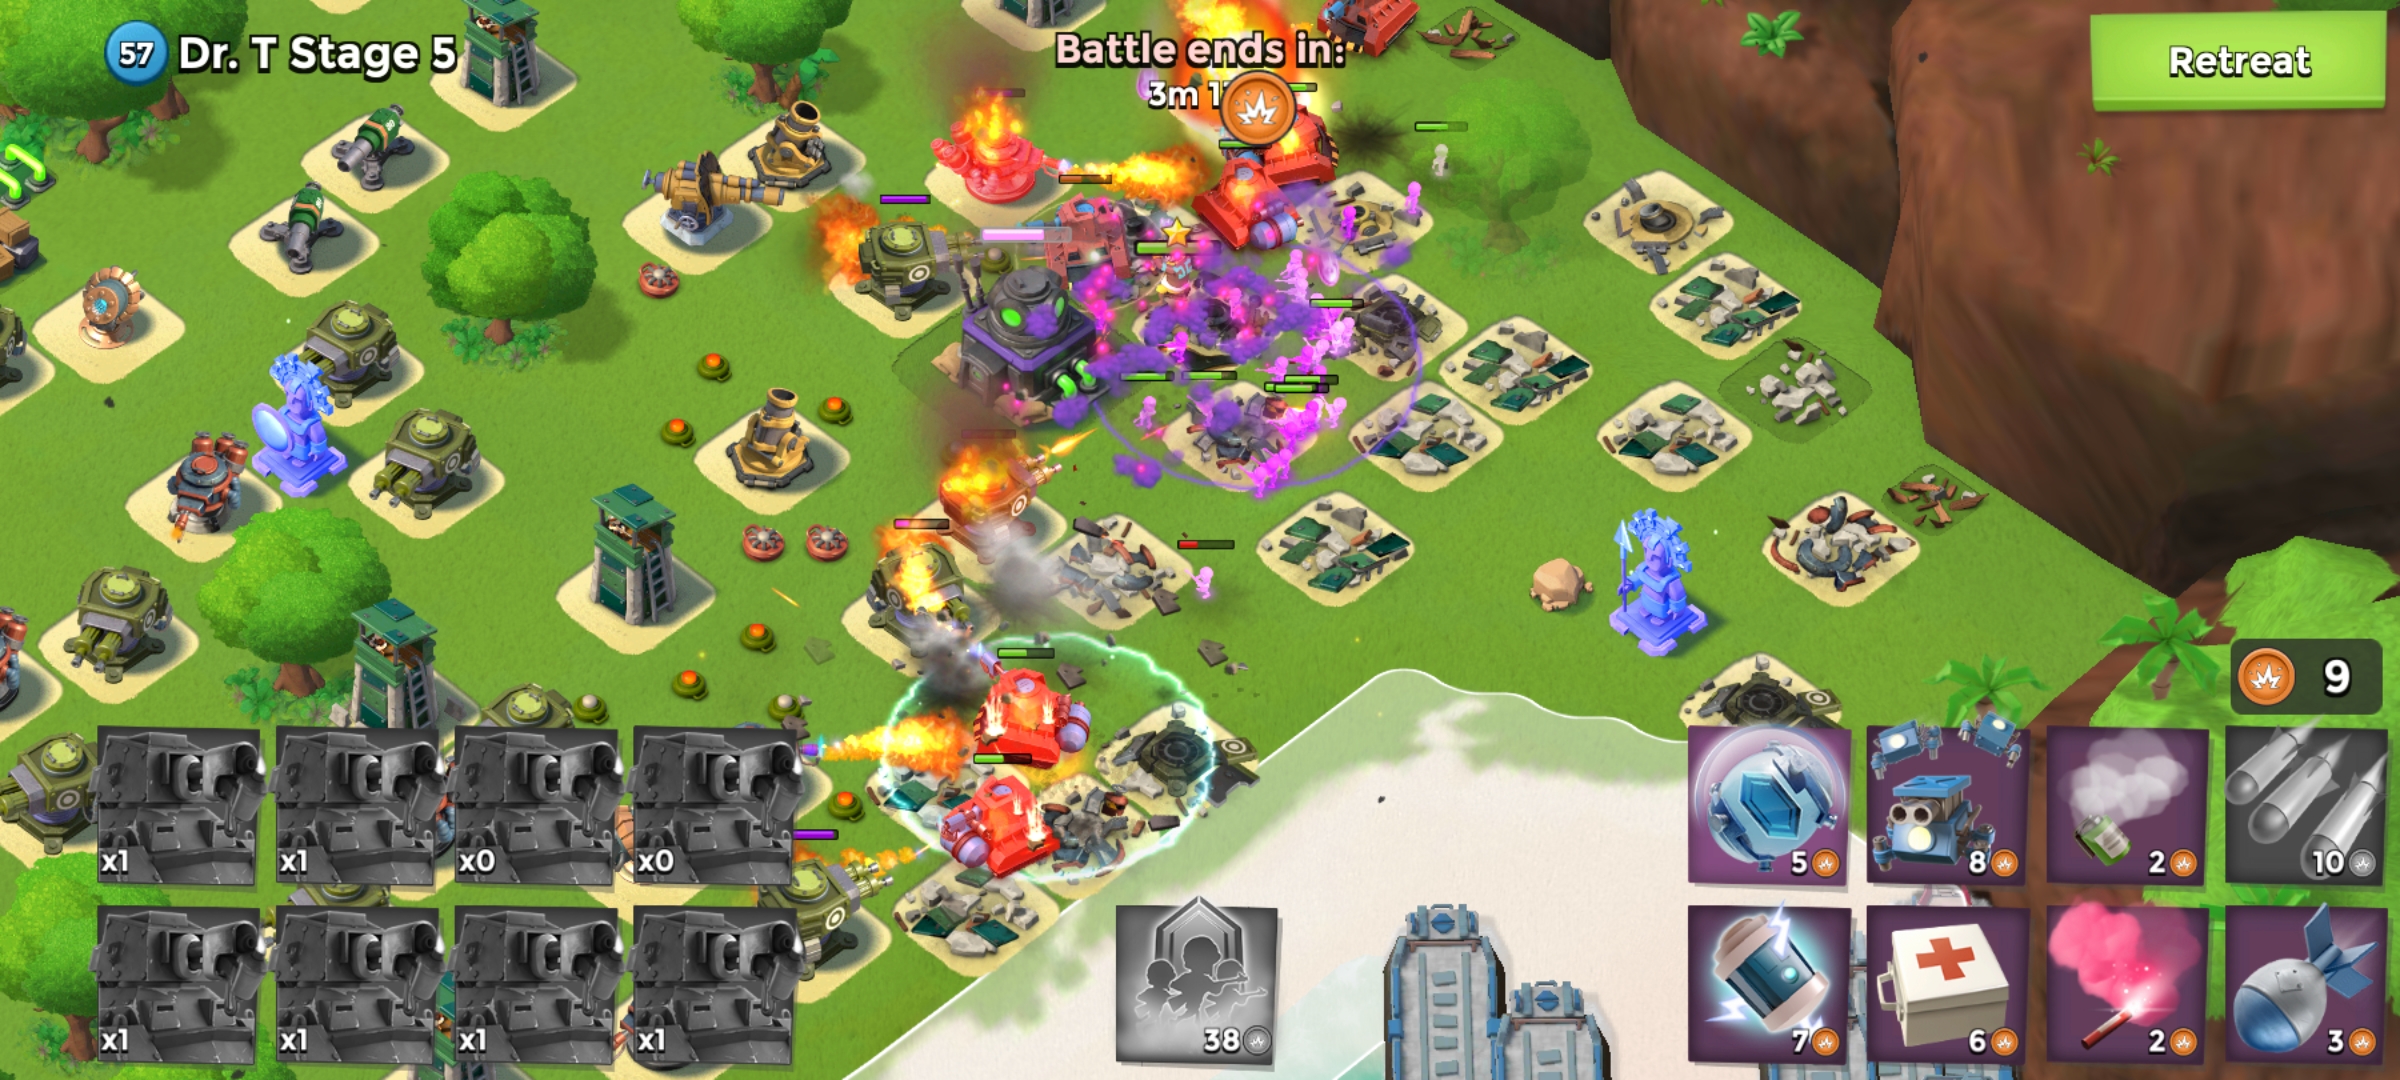 57 Dr. T Stage 5
Battle ends in:
3m 1
Retreat
9
5
8
2
10
x1
x1
x0
x0
7
6
2
3
x1
x1
x1
x1
38